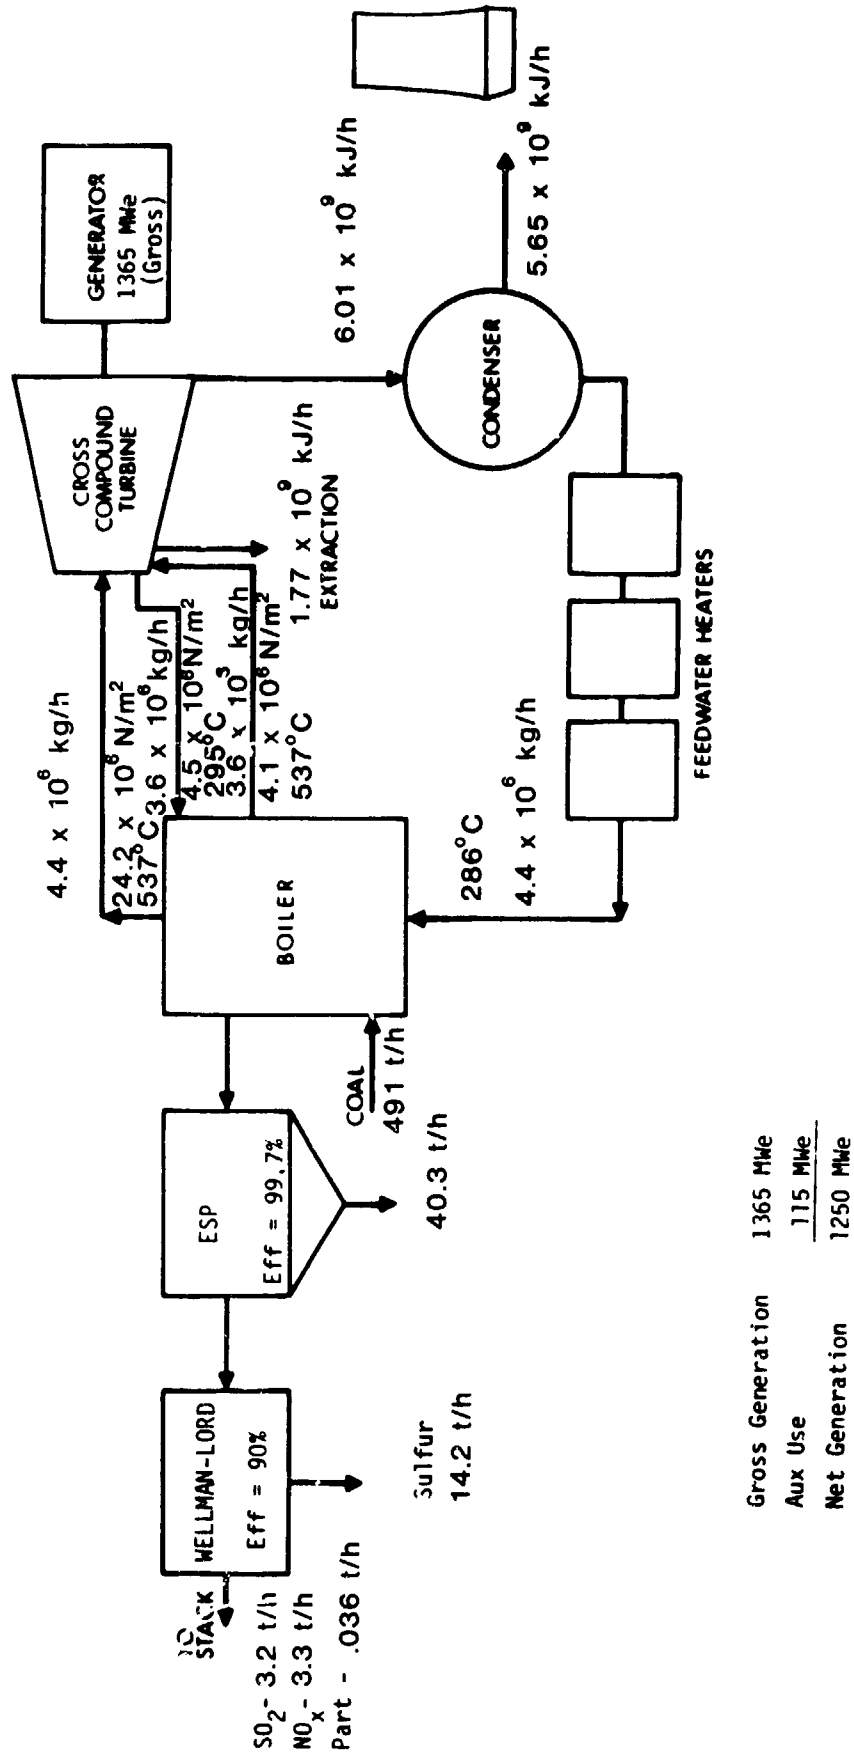 GENERATOR
1365 MWe
(Gross)
CROSS
COMPOUND
TURBINE
6.01 x 10⁹ kJ/h
5.65 x 10⁹ kJ/h
CONDENSER
1.77 x 10⁹ kJ/h
EXTRACTION
4.4 x 10⁶ kg/h
24.2 x 10⁶ N/m²
537°C
3.6 x 10⁶ kg/h
4.5 x 10⁶ N/m²
295°C
3.6 x 10³ kg/h
4.1 x 10⁶ N/m²
537°C
BOILER
286°C
4.4 x 10⁶ kg/h
FEEDWATER HEATERS
COAL
491 t/h
ESP
Eff = 99.7%
40.3 t/h
WELLMAN-LORD
Eff = 90%
Sulfur
14.2 t/h
TO
STACK
SO₂- 3.2 t/h
NOₓ- 3.3 t/h
Part - .036 t/h
Gross Generation 1365 MWe
Aux Use 115 MWe
Net Generation 1250 MWe